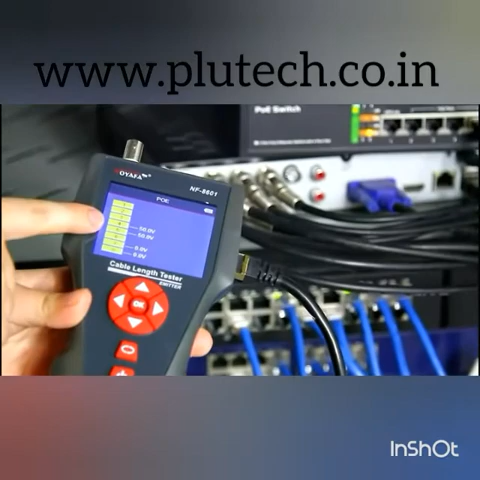 www.plutech.co.in
PoE Switch
NOYAFA
NF-8601
POE
50.0V
50.0V
0.0V
0.0V
Cable Length Tester
EMITTER
OK
InShOt